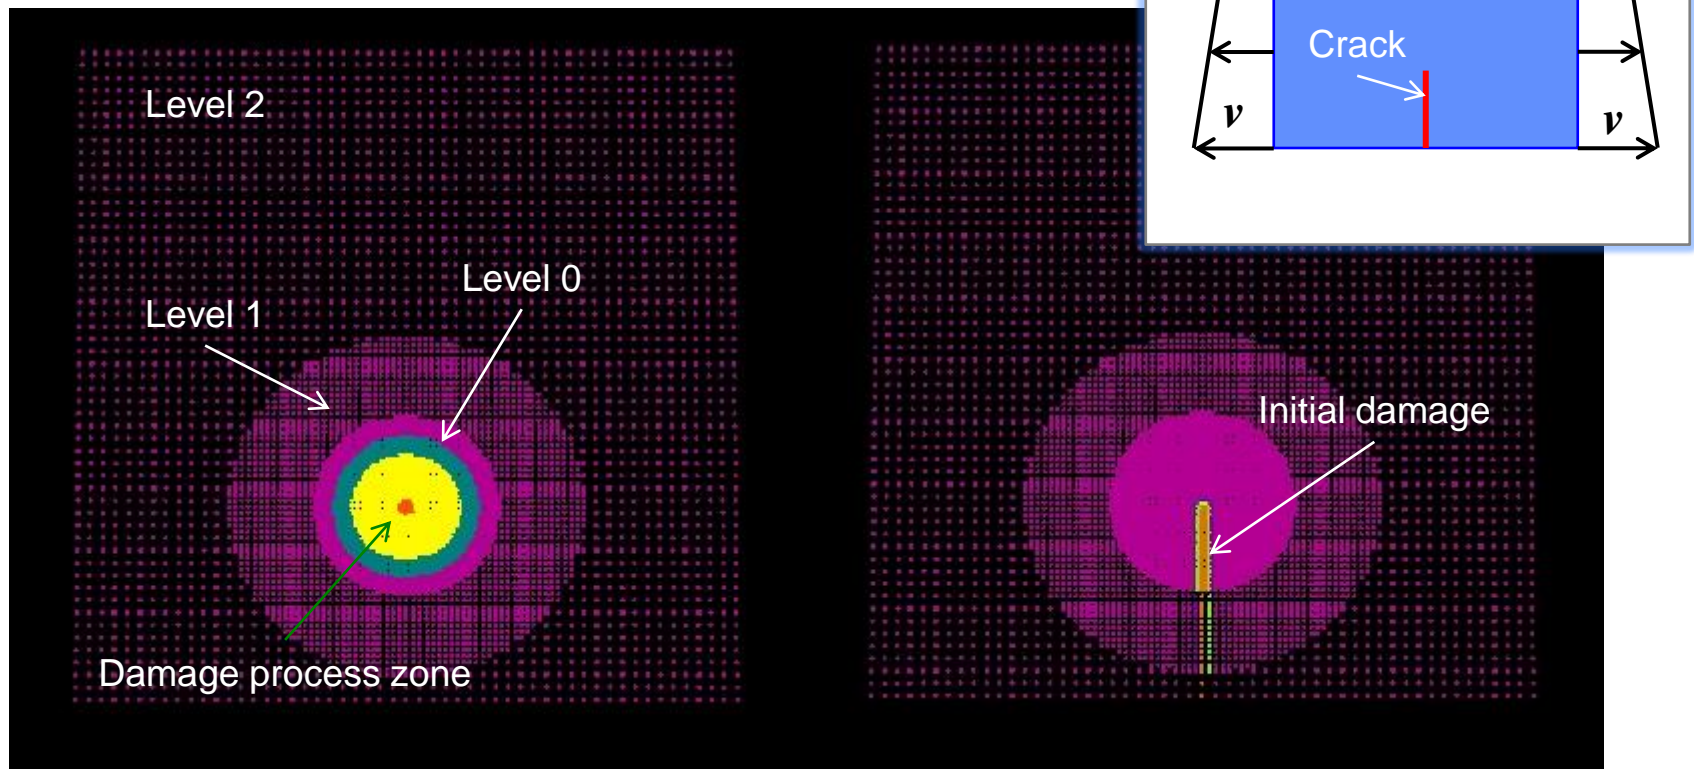 Level 2
Level 0
Level 1
Damage process zone
Crack
v
v
Initial damage